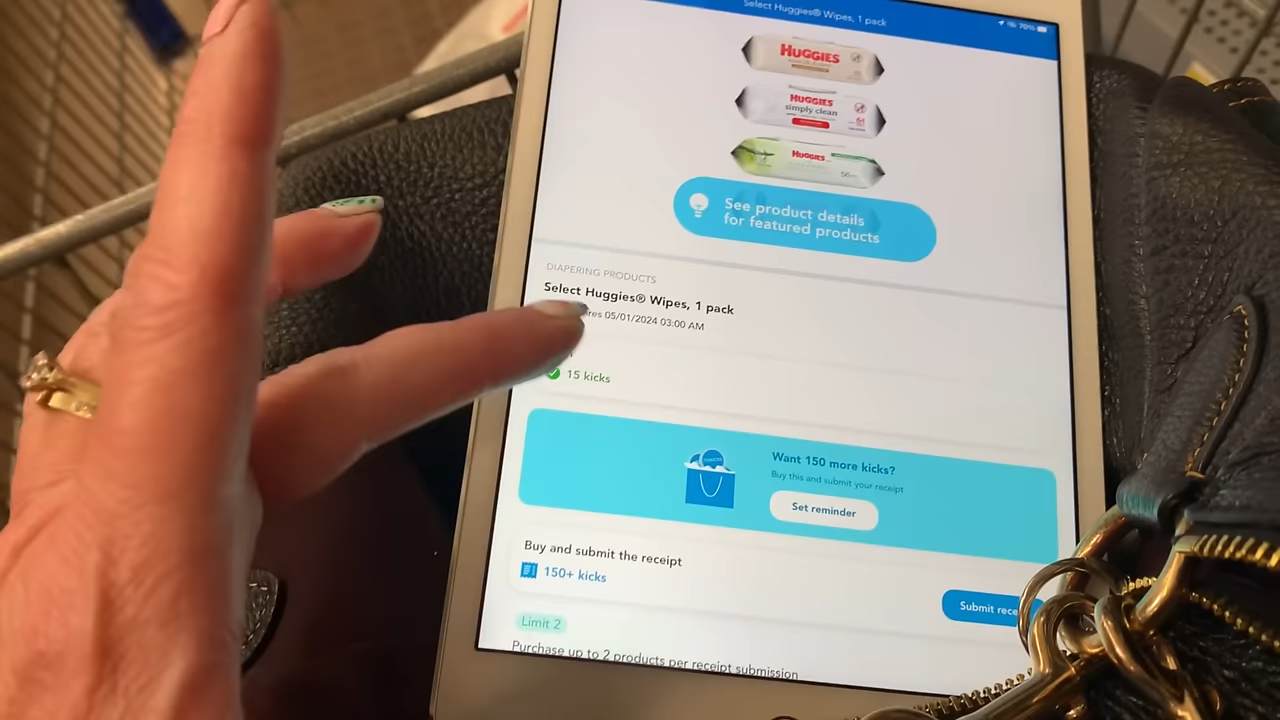 Select Huggies® Wipes, 1 pack
70%
HUGGIES
HUGGIES
simply clean
HUGGIES
56
See product details
for featured products
DIAPERING PRODUCTS
Select Huggies® Wipes, 1 pack
05/01/2024 03:00 AM
15 kicks
Want 150 more kicks?
Buy this and submit your receipt
Set reminder
Buy and submit the receipt
150+ kicks
Submit
Limit 2
Purchase up to 2 products per receipt submission